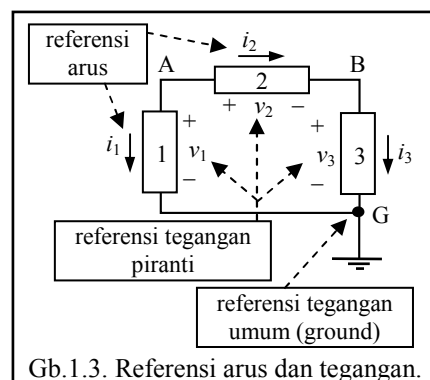 referensi
arus
i₂
A
B
2
+ v₂ −
i₁
1
+
v₁
−
+
v₃
−
3
i₃
G
referensi tegangan
piranti
referensi tegangan
umum (ground)
Gb.1.3. Referensi arus dan tegangan.